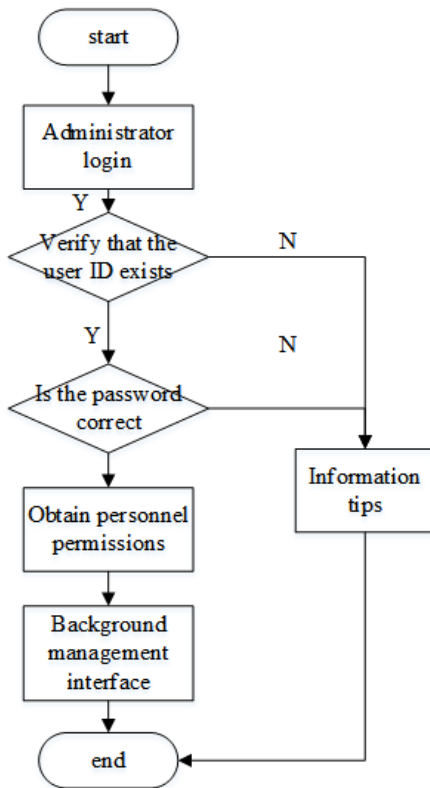 start
Administrator
login
Y
Verify that the
user ID exists
N
Y
N
Is the password
correct
Information
tips
Obtain personnel
permissions
Background
management
interface
end